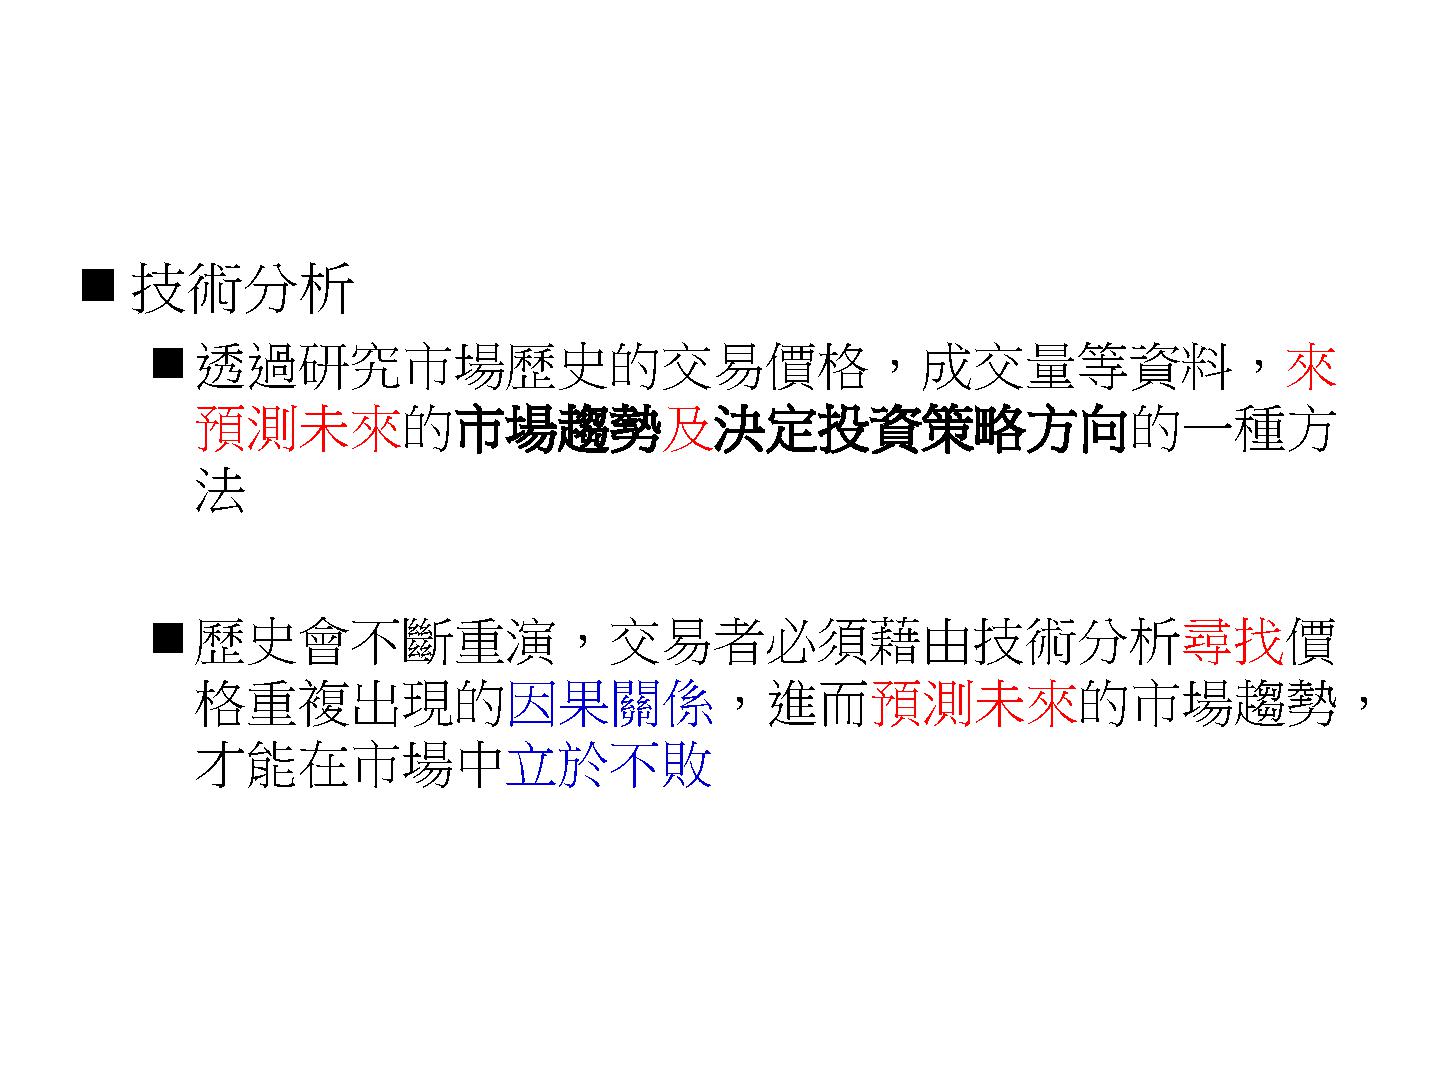 ■ 技術分析
■ 透過研究市場歷史的交易價格，成交量等資料，來
預測未來的市場趨勢及決定投資策略方向的一種方
法
■ 歷史會不斷重演，交易者必須藉由技術分析尋找價
格重複出現的因果關係，進而預測未來的市場趨勢，
才能在市場中立於不敗